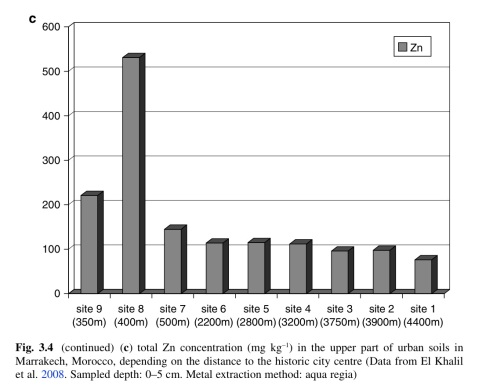 c
600
500
400
300
200
100
0
Zn
site 9 site 8 site 7 site 6 site 5 site 4 site 3 site 2 site 1
(350m) (400m) (500m) (2200m) (2800m) (3200m) (3750m) (3900m) (4400m)
Fig. 3.4 (continued) (c) total Zn concentration (mg kg⁻¹) in the upper part of urban soils in
Marrakech, Morocco, depending on the distance to the historic city centre (Data from El Khalil
et al. 2008. Sampled depth: 0–5 cm. Metal extraction method: aqua regia)